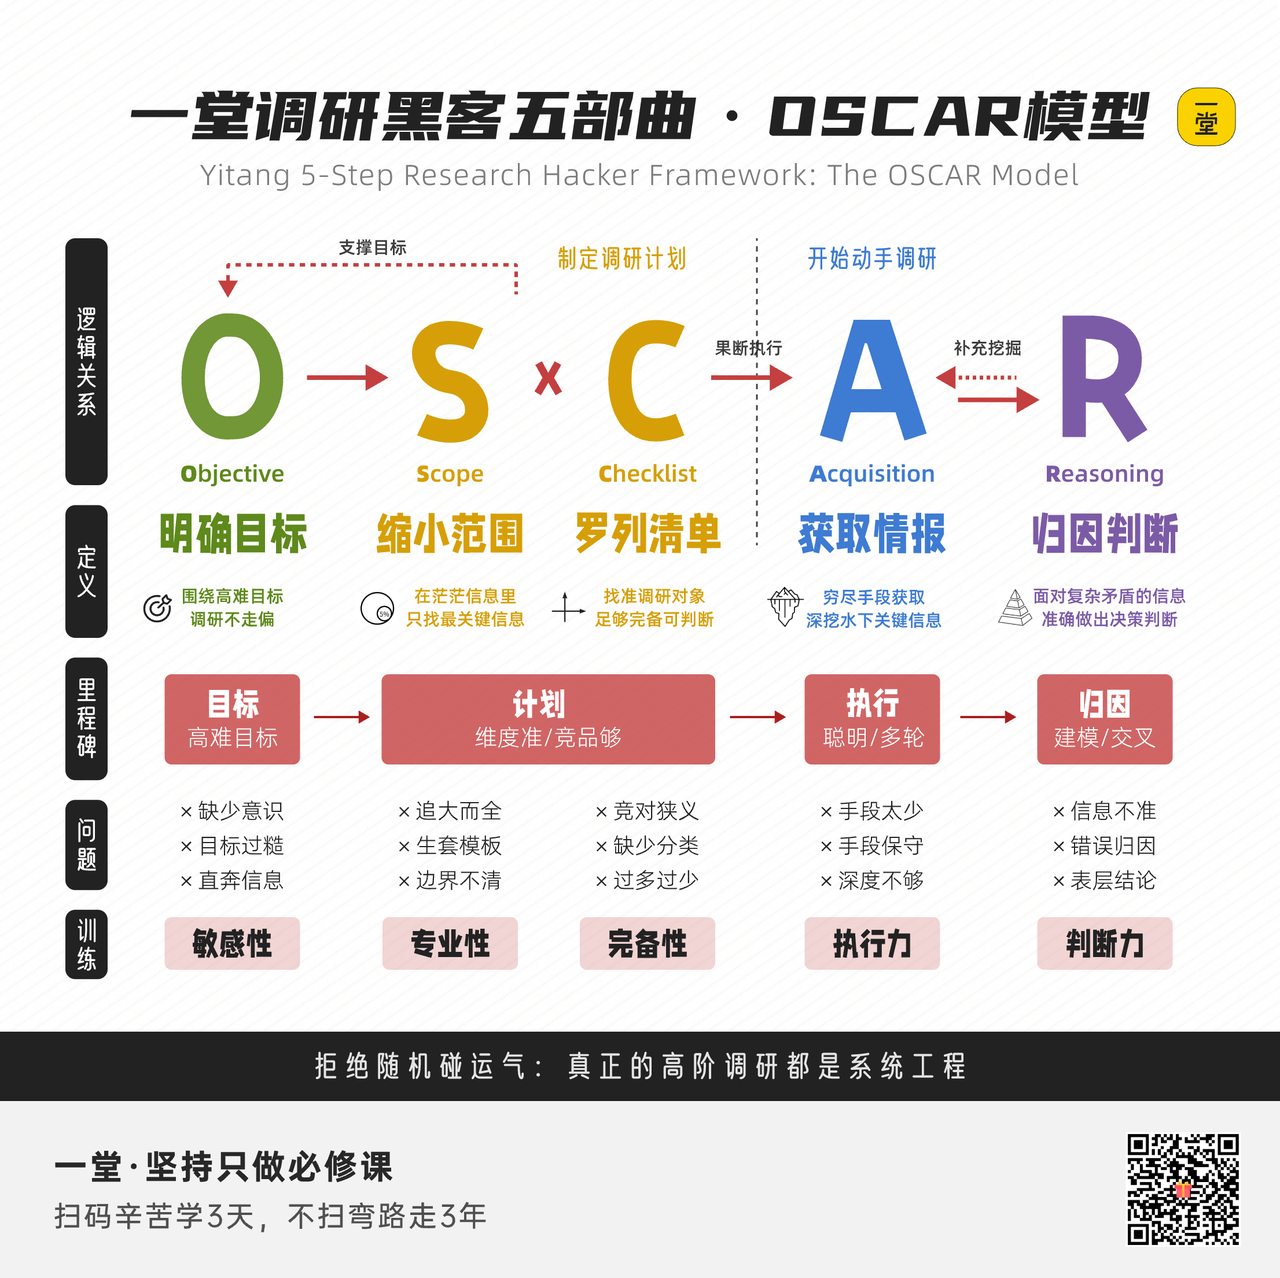 一堂调研黑客五部曲 · OSCAR模型
一堂
Yitang 5-Step Research Hacker Framework: The OSCAR Model
逻辑关系
支撑目标
制定调研计划
开始动手调研
O
S
x
C
果断执行
A
补充挖掘
R
Objective
Scope
Checklist
Acquisition
Reasoning
定义
明确目标
缩小范围
罗列清单
获取情报
归因判断
围绕高难目标
调研不走偏
5%
在茫茫信息里
只找最关键信息
找准调研对象
足够完备可判断
穷尽手段获取
深挖水下关键信息
面对复杂矛盾的信息
准确做出决策判断
里程碑
目标
高难目标
计划
维度准/竞品够
执行
聪明/多轮
归因
建模/交叉
问题
× 缺少意识
× 目标过糙
× 直奔信息
× 追大而全
× 生套模板
× 边界不清
× 竞对狭义
× 缺少分类
× 过多过少
× 手段太少
× 手段保守
× 深度不够
× 信息不准
× 错误归因
× 表层结论
训练
敏感性
专业性
完备性
执行力
判断力
拒绝随机碰运气：真正的高阶调研都是系统工程
一堂·坚持只做必修课
扫码辛苦学3天，不扫弯路走3年